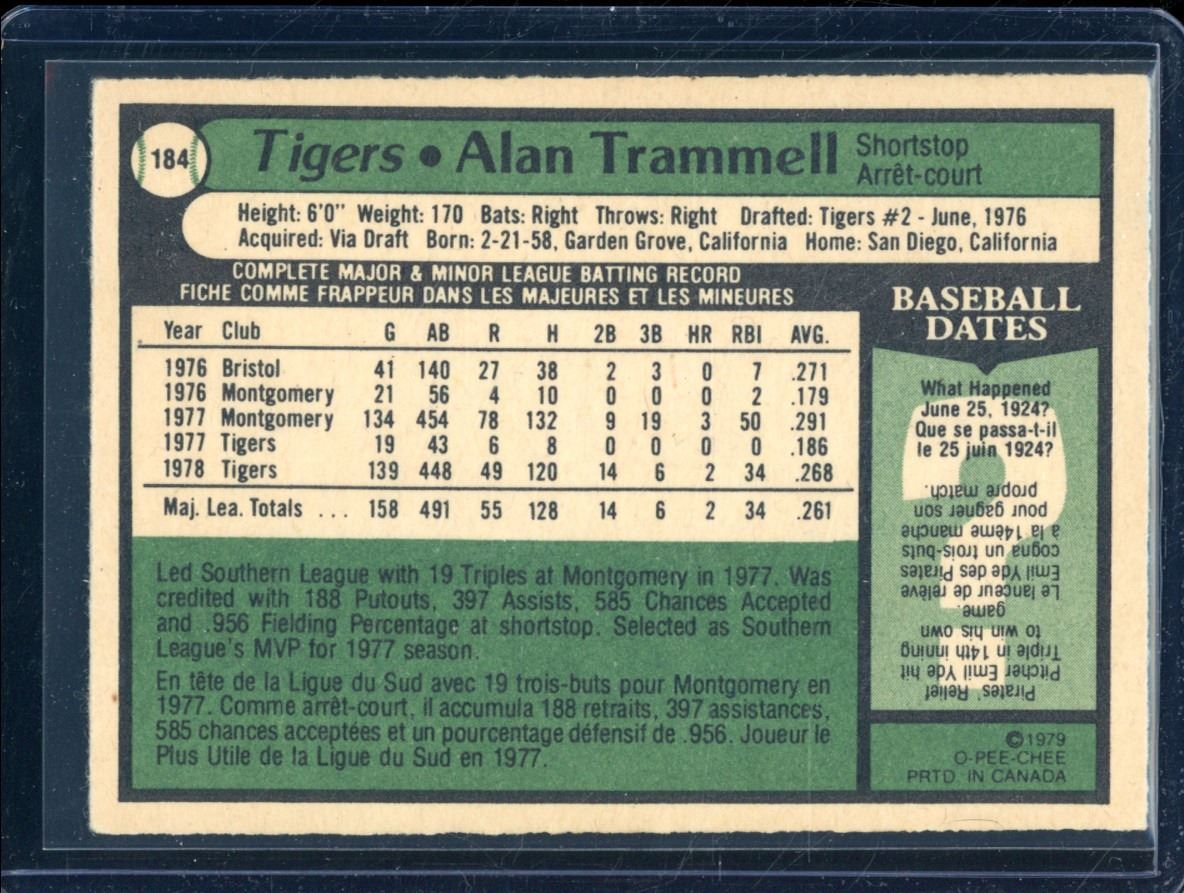 184
Tigers • Alan Trammell
Shortstop
Arrêt-court
Height: 6'0" Weight: 170 Bats: Right Throws: Right Drafted: Tigers #2 - June, 1976
Acquired: Via Draft Born: 2-21-58, Garden Grove, California Home: San Diego, California
COMPLETE MAJOR & MINOR LEAGUE BATTING RECORD
FICHE COMME FRAPPEUR DANS LES MAJEURES ET LES MINEURES
Year Club G AB R H 2B 3B HR RBI AVG.
1976 Bristol 41 140 27 38 2 3 0 7 .271
1976 Montgomery 21 56 4 10 0 0 0 2 .179
1977 Montgomery 134 454 78 132 9 19 3 50 .291
1977 Tigers 19 43 6 8 0 0 0 0 .186
1978 Tigers 139 448 49 120 14 6 2 34 .268
Maj. Lea. Totals ... 158 491 55 128 14 6 2 34 .261
Led Southern League with 19 Triples at Montgomery in 1977. Was
credited with 188 Putouts, 397 Assists, 585 Chances Accepted
and .956 Fielding Percentage at shortstop. Selected as Southern
League's MVP for 1977 season.
En tête de la Ligue du Sud avec 19 trois-buts pour Montgomery en
1977. Comme arrêt-court, il accumula 188 retraits, 397 assistances,
585 chances acceptées et un pourcentage défensif de .956. Joueur le
Plus Utile de la Ligue du Sud en 1977.
BASEBALL
DATES
What Happened
June 25, 1924?
Que se passa-t-il
le 25 juin 1924?
Pirates' Relief
Pitcher Emil Yde hit
Triple in 14th inning
to win his own
game.
Le lanceur de relève
Emil Yde des Pirates
cogna un trois-buts
à la 14ème manche
pour gagner son
propre match.
©1979
O-PEE-CHEE
PRTD. IN CANADA